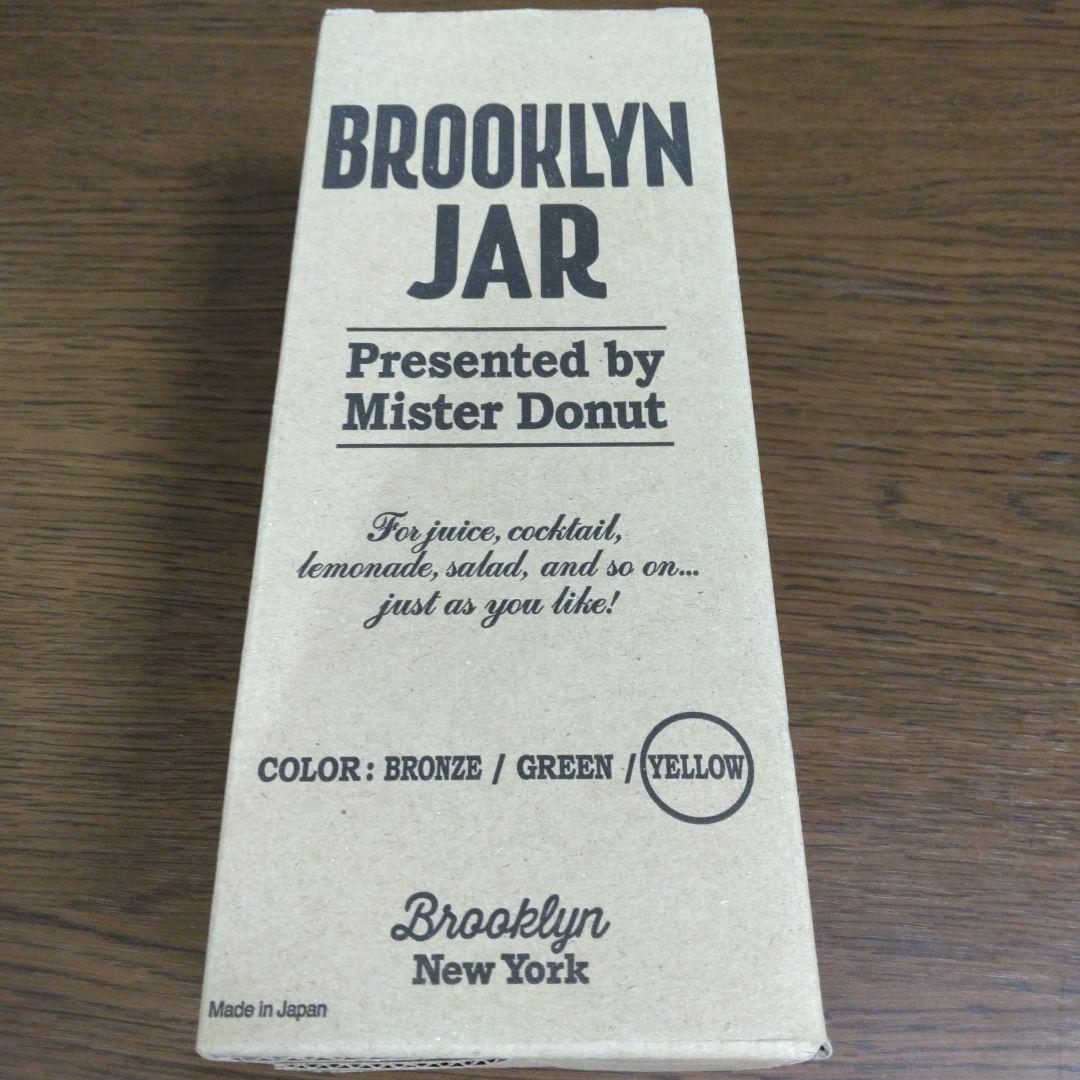 BROOKLYN
JAR
Presented by
Mister Donut
For juice, cocktail,
lemonade, salad, and so on...
just as you like!
COLOR: BRONZE / GREEN / YELLOW
Brooklyn
New York
Made in Japan